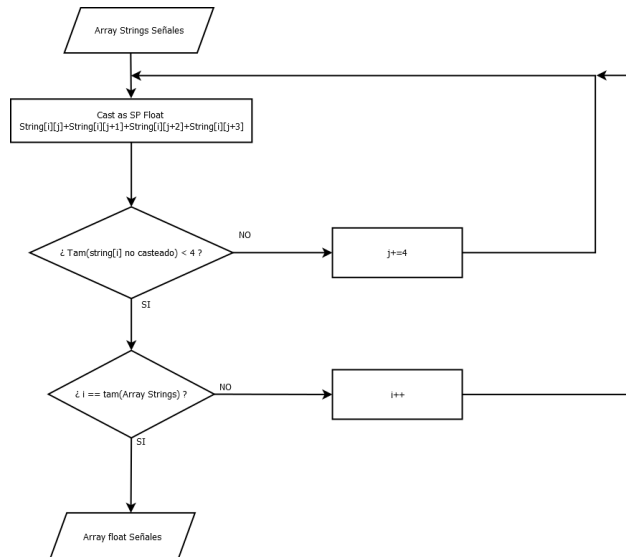 Array Strings Señales
Cast as SP Float
String[i][j]+String[i][j+1]+String[i][j+2]+String[i][j+3]
¿ Tam(string[i] no casteado) < 4 ?
NO
j+=4
SI
¿ i == tam(Array Strings) ?
NO
i++
SI
Array float Señales